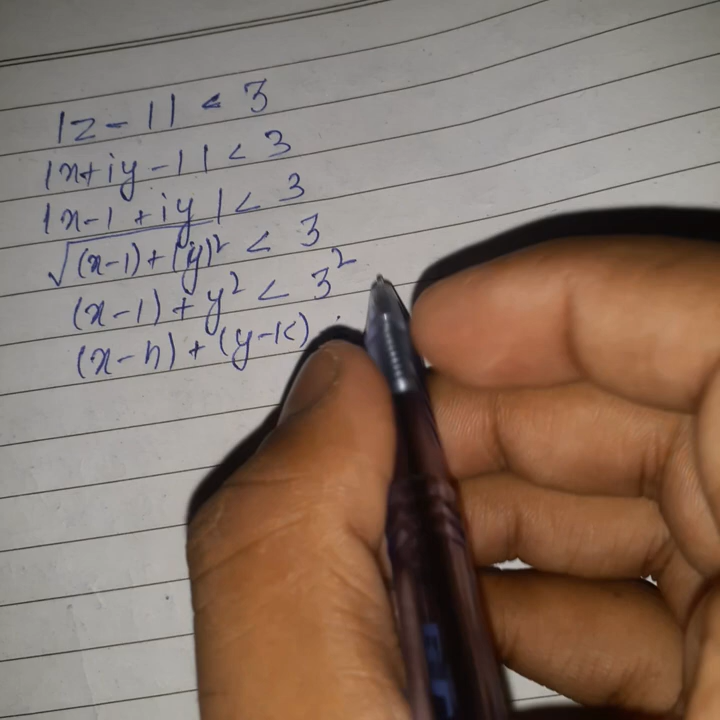 |z - 1| < 3
|x+iy - 1| < 3
|x-1 + iy| < 3
√(x-1)+(y)² < 3
(x-1)+y² < 3²
(x-h)+(y-k)